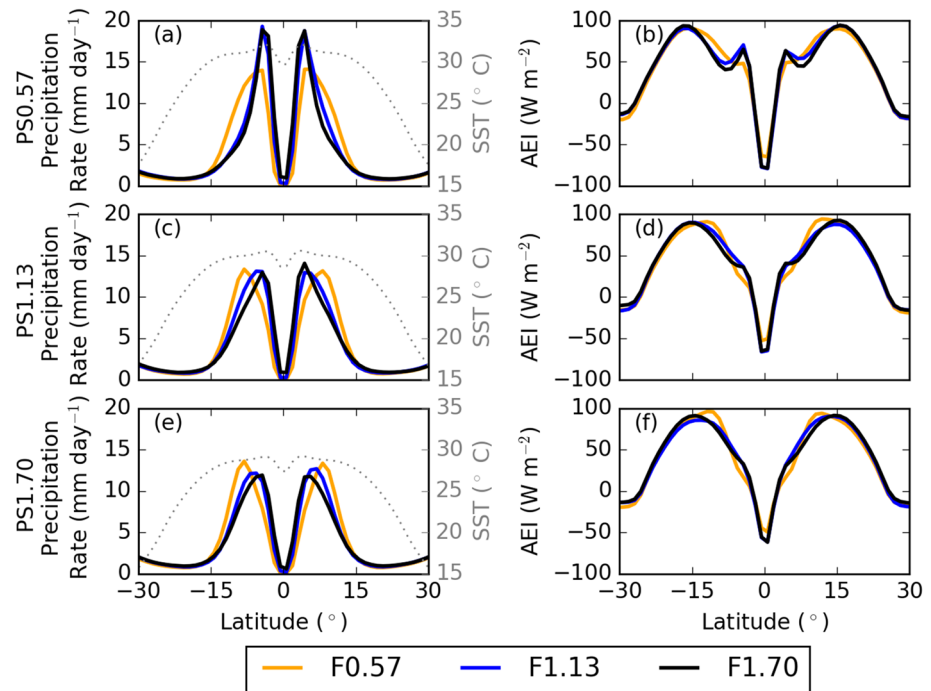 PS0.57
Precipitation
Rate (mm day−1)
20
15
10
5
0
(a)
35
30
25
20
15
SST (° C)
AEI (W m−2)
100
50
0
−50
−100
(b)
PS1.13
Precipitation
Rate (mm day−1)
20
15
10
5
0
(c)
35
30
25
20
15
SST (° C)
AEI (W m−2)
100
50
0
−50
−100
(d)
PS1.70
Precipitation
Rate (mm day−1)
20
15
10
5
0
(e)
35
30
25
20
15
SST (° C)
−30 −15 0 15 30
Latitude (°)
AEI (W m−2)
100
50
0
−50
−100
(f)
−30 −15 0 15 30
Latitude (°)
F0.57 F1.13 F1.70